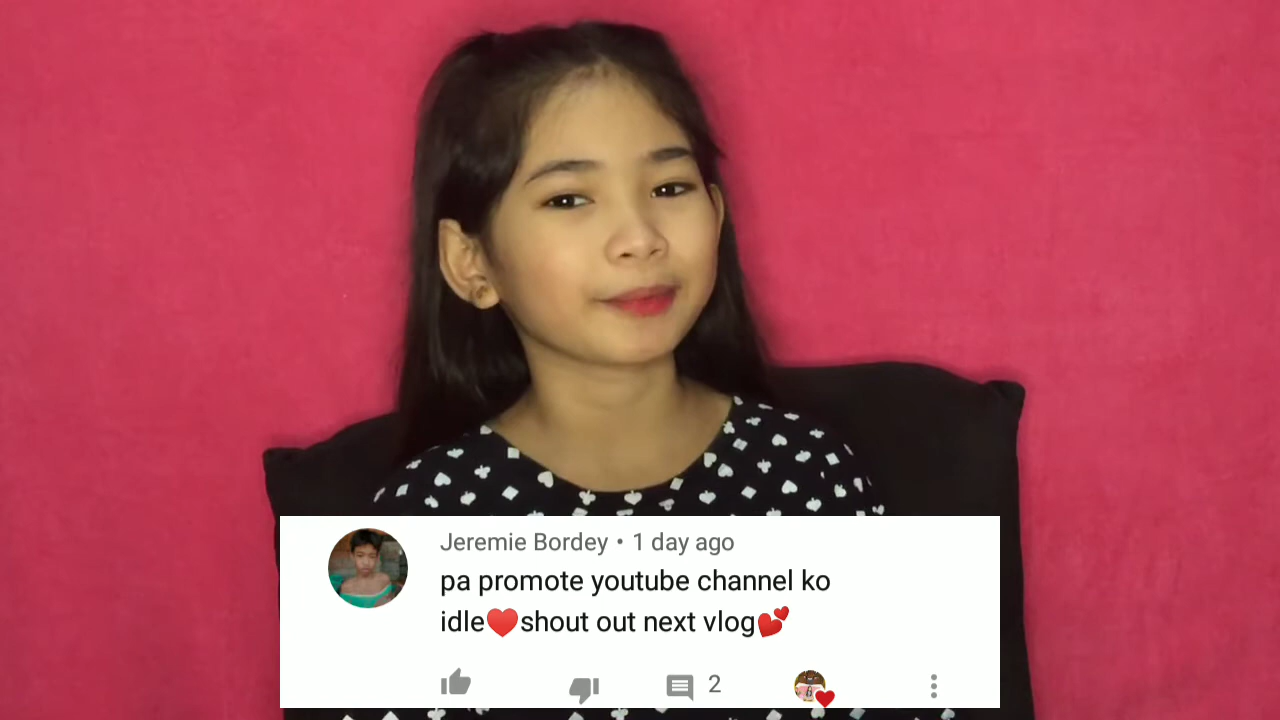 Jeremie Bordey • 1 day ago
pa promote youtube channel ko
idle❤️shout out next vlog💕
2